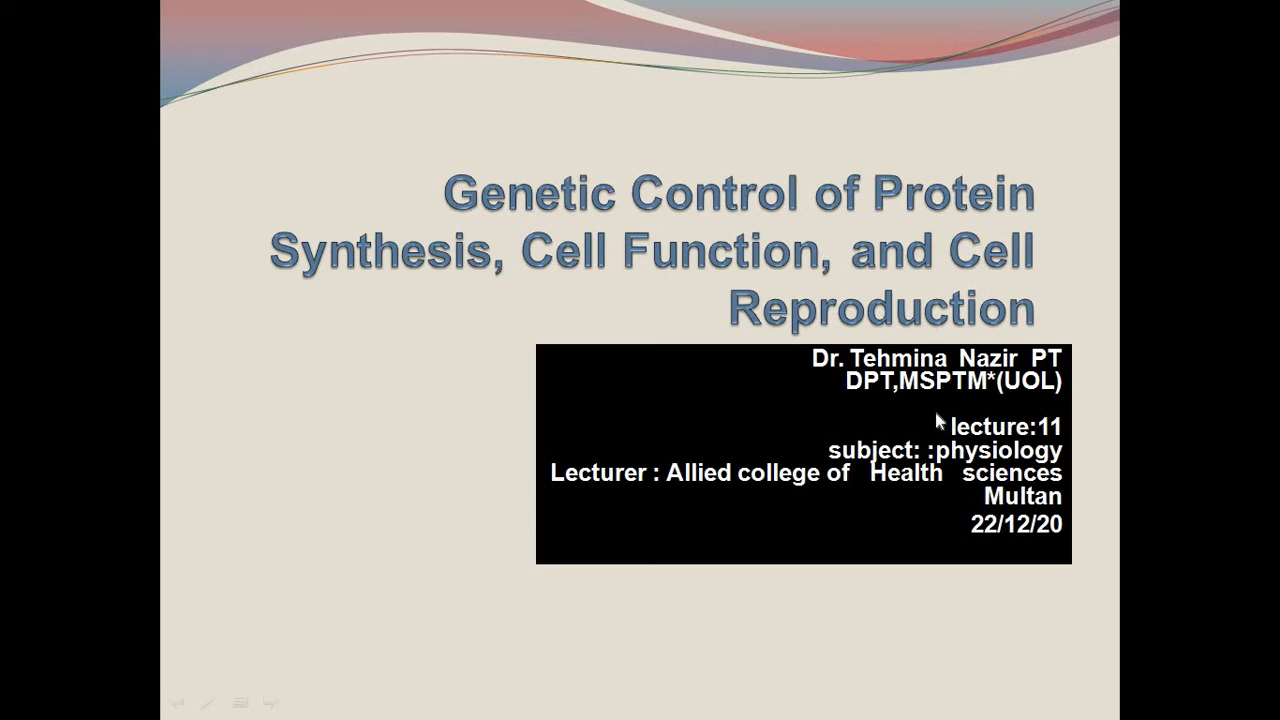 Genetic Control of Protein
Synthesis, Cell Function, and Cell
Reproduction
Dr. Tehmina Nazir PT
DPT,MSPTM*(UOL)
lecture:11
subject: :physiology
Lecturer : Allied college of Health sciences
Multan
22/12/20